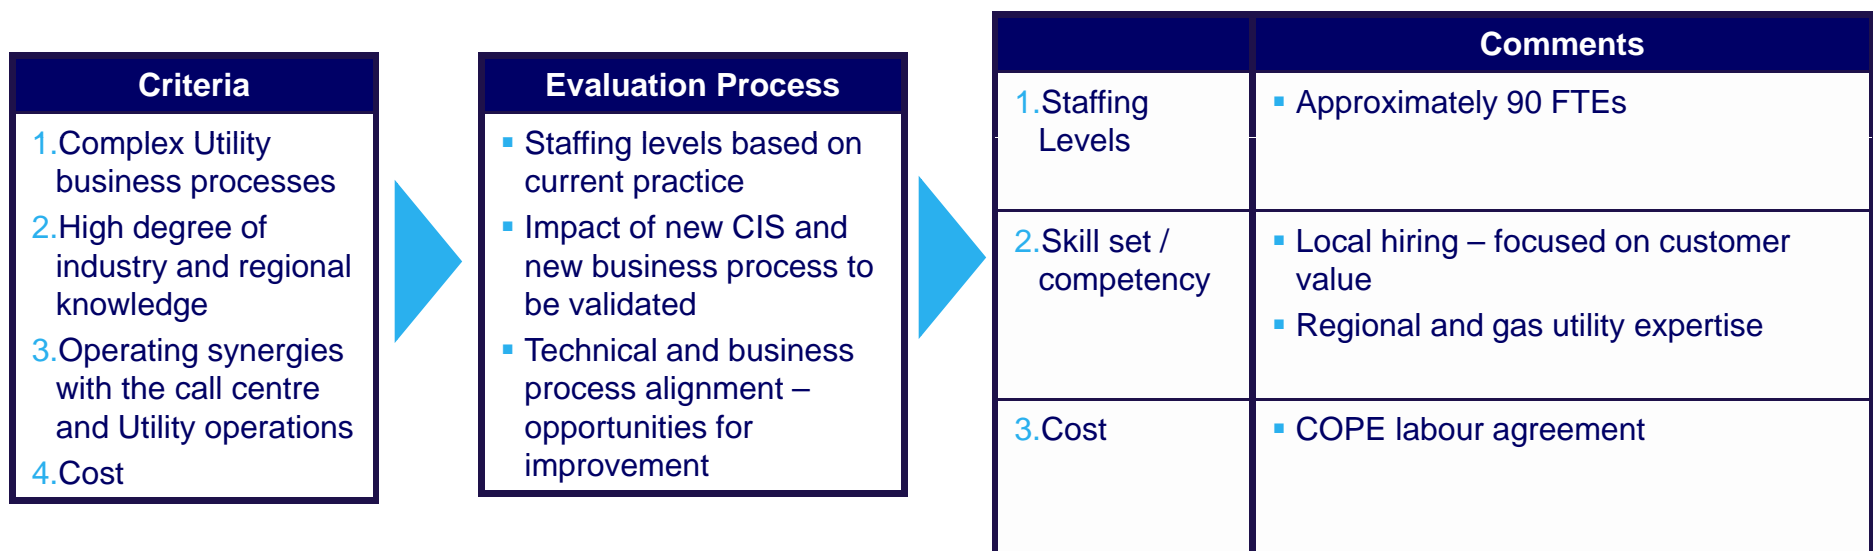 Criteria
1.Complex Utility
business processes
2.High degree of
industry and regional
knowledge
3.Operating synergies
with the call centre
and Utility operations
4.Cost
Evaluation Process
▪ Staffing levels based on
current practice
▪ Impact of new CIS and
new business process to
be validated
▪ Technical and business
process alignment –
opportunities for
improvement
Comments
1.Staffing
Levels
▪ Approximately 90 FTEs
2.Skill set /
competency
▪ Local hiring – focused on customer
value
▪ Regional and gas utility expertise
3.Cost
▪ COPE labour agreement